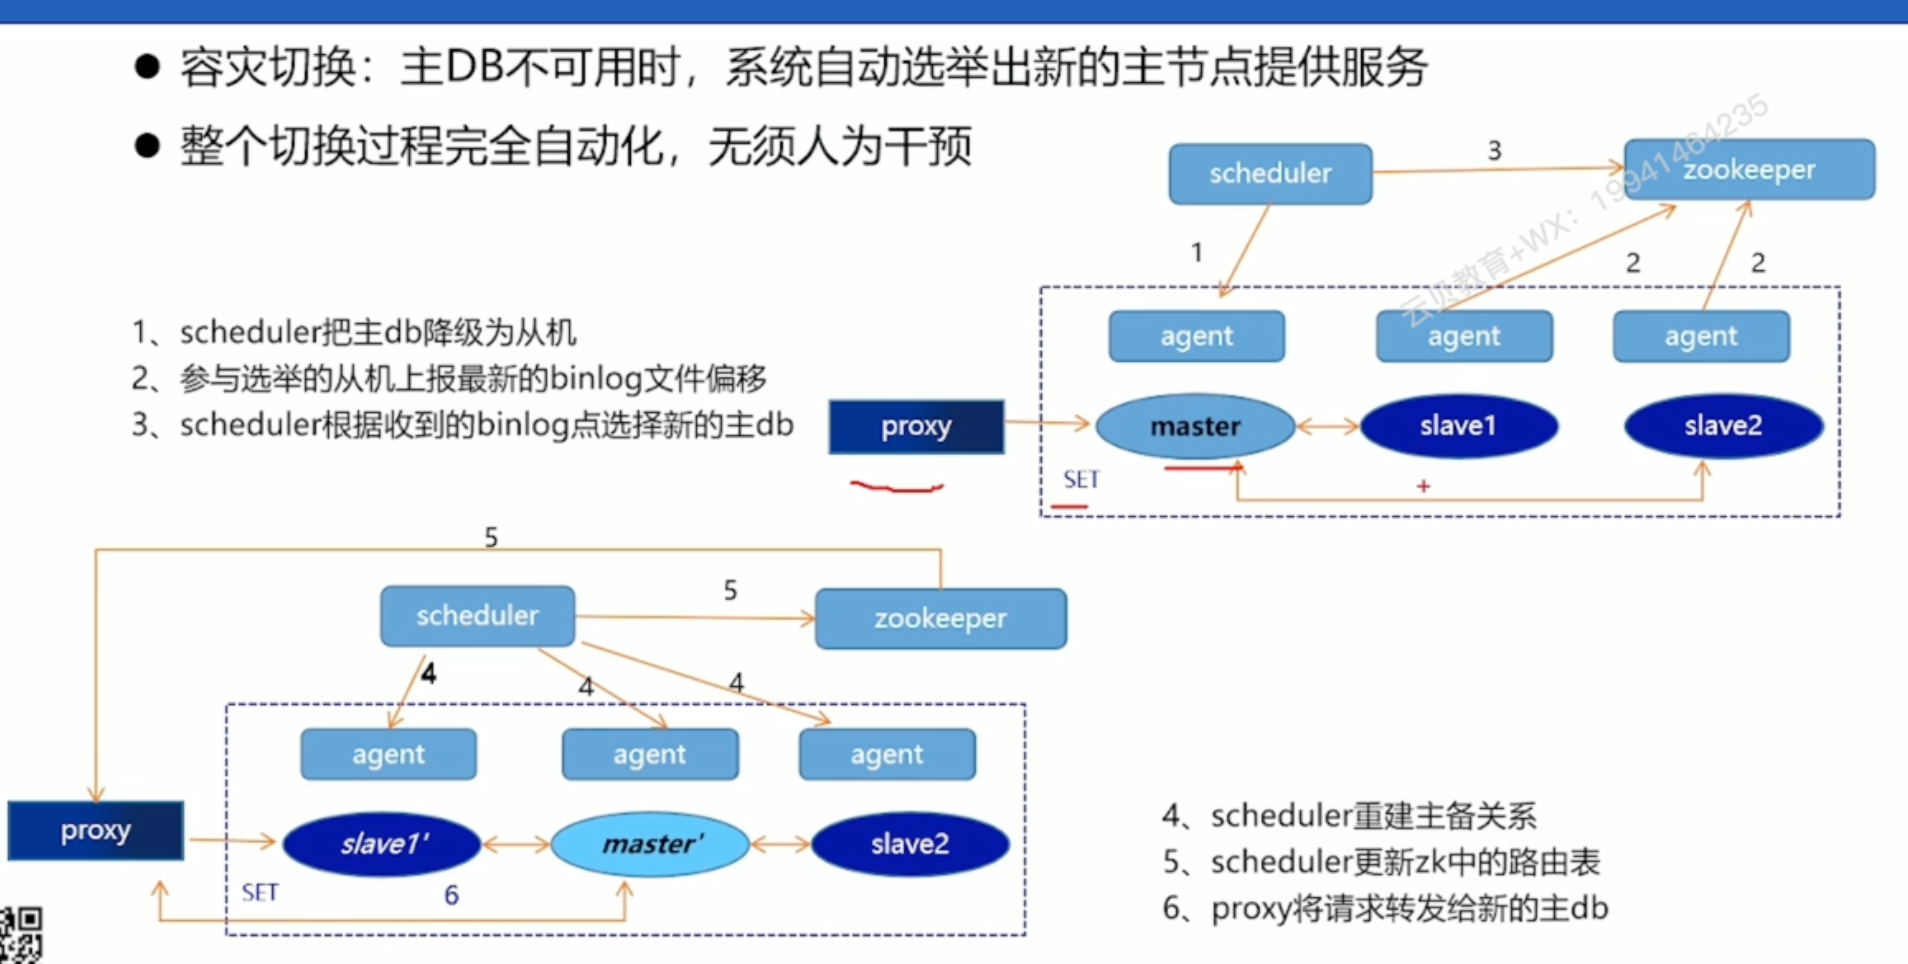 ● 容灾切换：主DB不可用时，系统自动选举出新的主节点提供服务
● 整个切换过程完全自动化，无须人为干预
云贝教育+WX：19941464235
scheduler
3
zookeeper
1
2
2
agent
agent
agent
1、scheduler把主db降级为从机
2、参与选举的从机上报最新的binlog文件偏移
3、scheduler根据收到的binlog点选择新的主db
proxy
master
slave1
slave2
SET
+
5
scheduler
5
zookeeper
4
4
4
agent
agent
agent
proxy
slave1'
master'
slave2
SET
6
4、scheduler重建主备关系
5、scheduler更新zk中的路由表
6、proxy将请求转发给新的主db